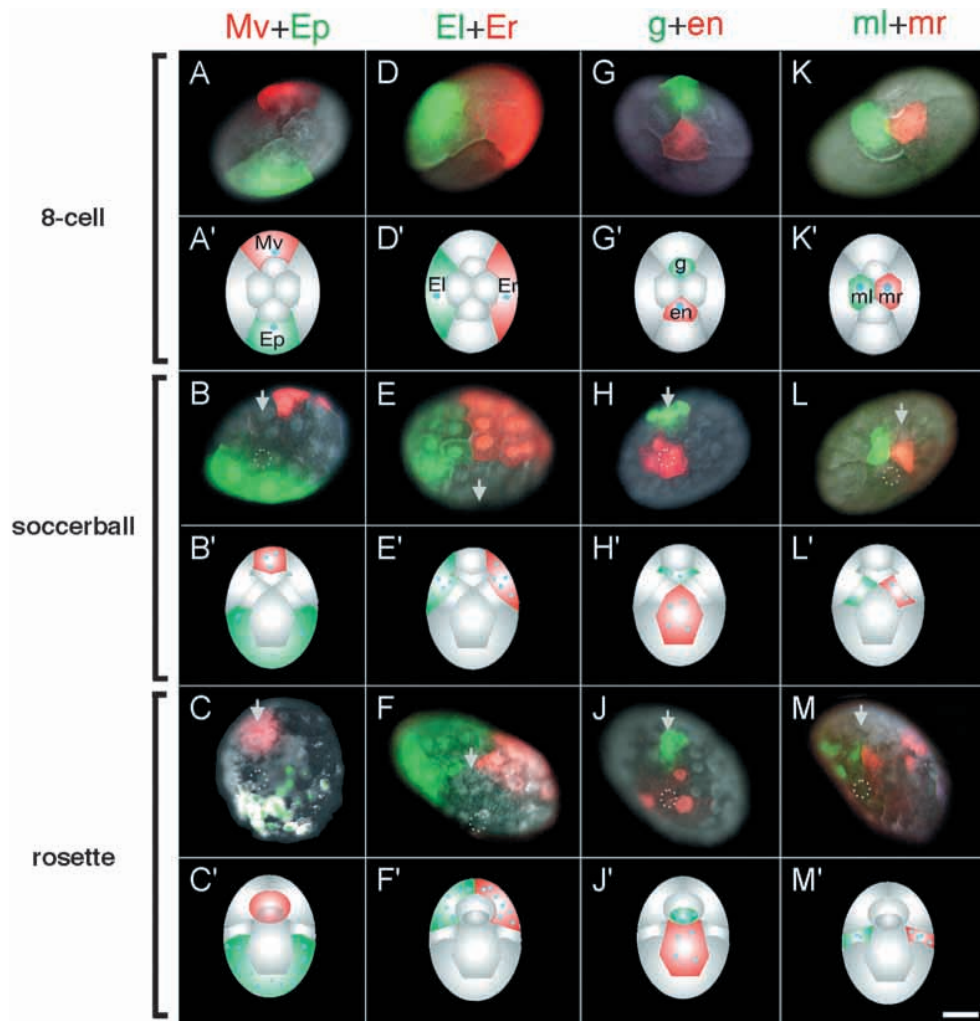 Mv+Ep El+Er g+en ml+mr
8-cell
A D G K
A' D' G' K'
Mv
Ep
El Er
g
en
ml mr
soccerball
B E H L
B' E' H' L'
rosette
C F J M
C' F' J' M'